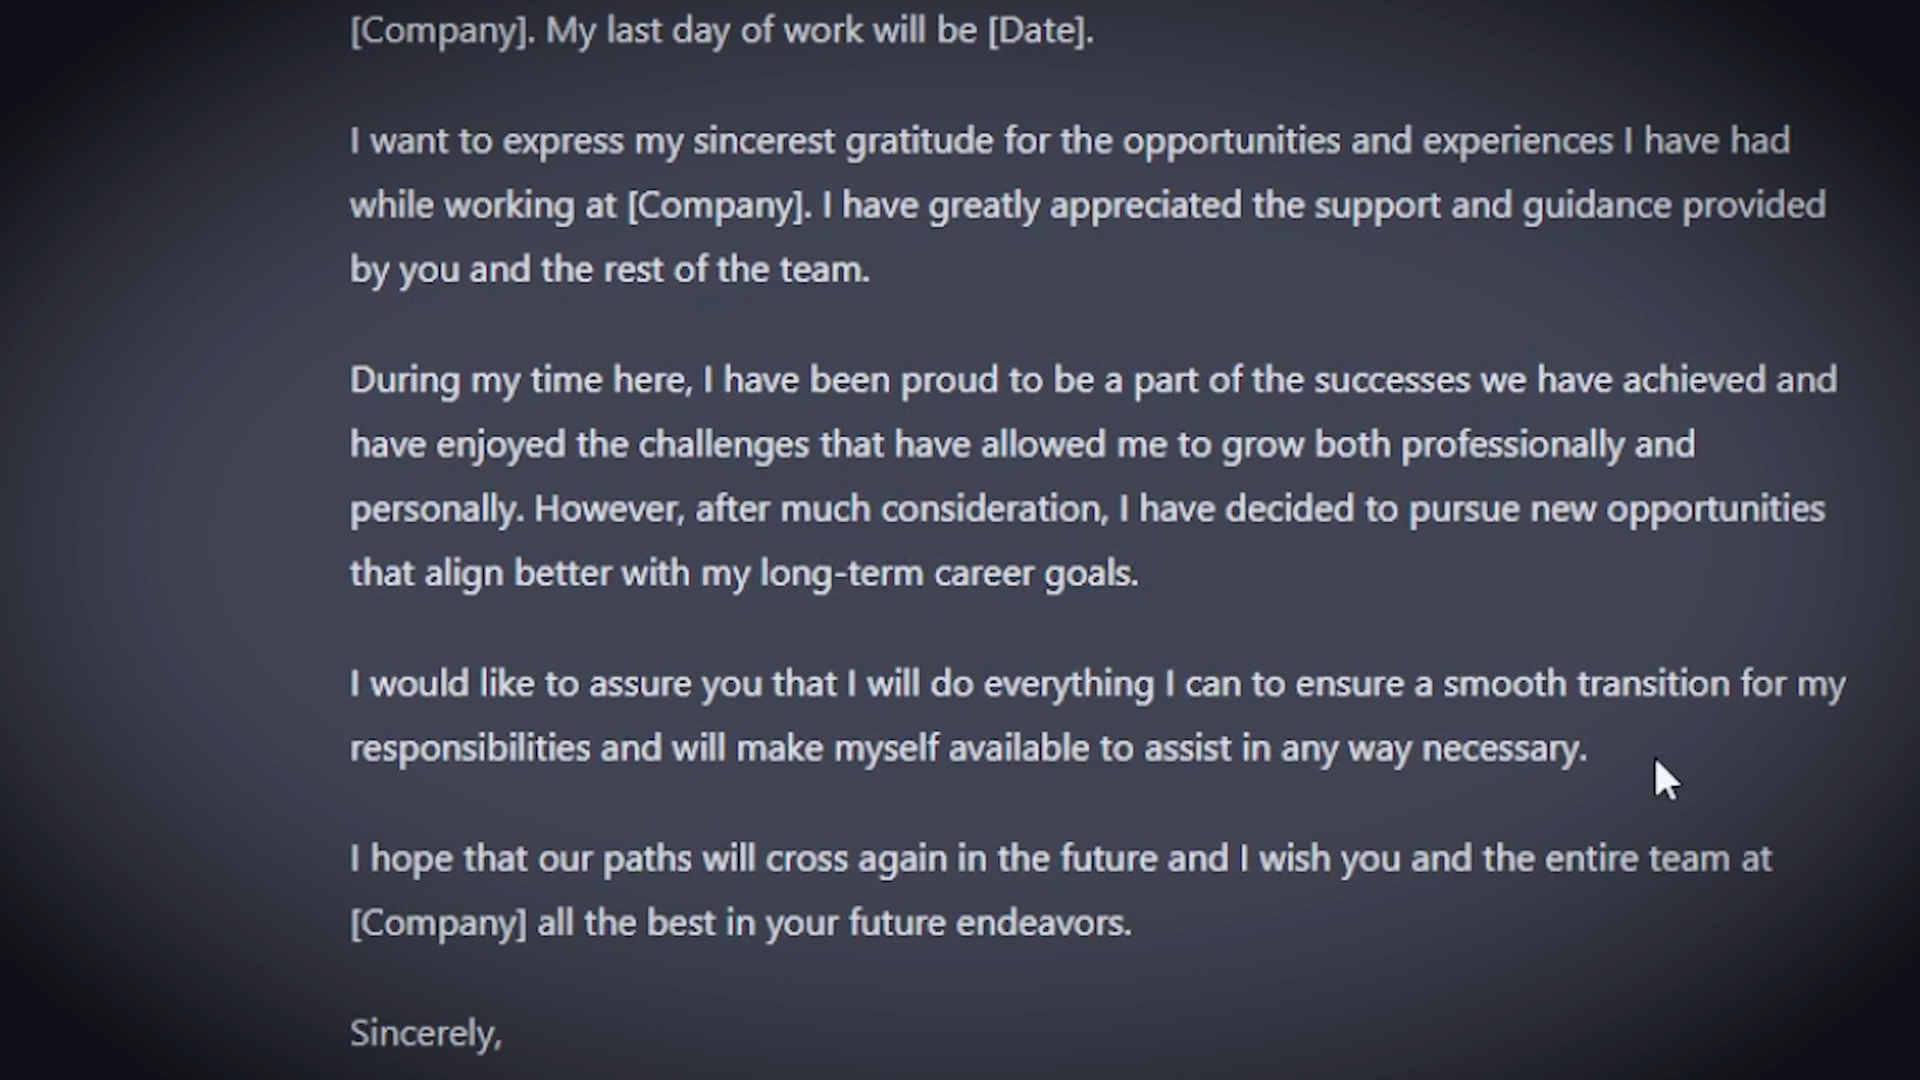 [Company]. My last day of work will be [Date].
I want to express my sincerest gratitude for the opportunities and experiences I have had
while working at [Company]. I have greatly appreciated the support and guidance provided
by you and the rest of the team.
During my time here, I have been proud to be a part of the successes we have achieved and
have enjoyed the challenges that have allowed me to grow both professionally and
personally. However, after much consideration, I have decided to pursue new opportunities
that align better with my long-term career goals.
I would like to assure you that I will do everything I can to ensure a smooth transition for my
responsibilities and will make myself available to assist in any way necessary.
I hope that our paths will cross again in the future and I wish you and the entire team at
[Company] all the best in your future endeavors.
Sincerely,